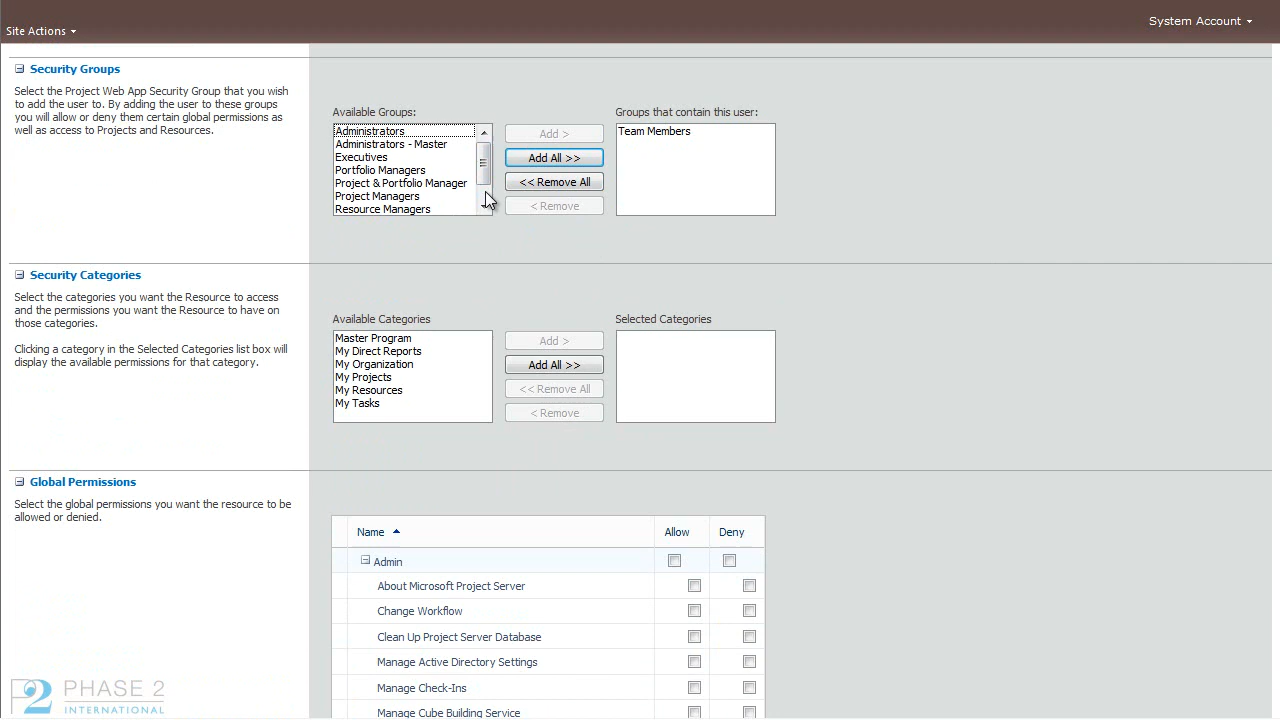 System Account
Site Actions
Security Groups
Select the Project Web App Security Group that you wish
to add the user to. By adding the user to these groups
you will allow or deny them certain global permissions as
well as access to Projects and Resources.
Available Groups:
Administrators
Administrators - Master
Executives
Portfolio Managers
Project & Portfolio Manager
Project Managers
Resource Managers
Add >
Add All >>
<< Remove All
< Remove
Groups that contain this user:
Team Members
Security Categories
Select the categories you want the Resource to access
and the permissions you want the Resource to have on
those categories.
Clicking a category in the Selected Categories list box will
display the available permissions for that category.
Available Categories
Master Program
My Direct Reports
My Organization
My Projects
My Resources
My Tasks
Add >
Add All >>
<< Remove All
< Remove
Selected Categories
Global Permissions
Select the global permissions you want the resource to be
allowed or denied.
Name Allow Deny
Admin
About Microsoft Project Server
Change Workflow
Clean Up Project Server Database
Manage Active Directory Settings
Manage Check-Ins
Manage Cube Building Service
P2 PHASE 2
INTERNATIONAL